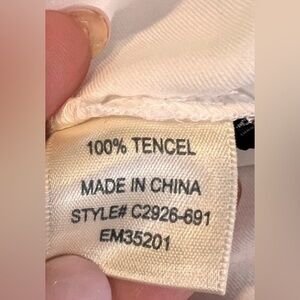 100% TENCEL
MADE IN CHINA
STYLE# C2926-691
EM35201